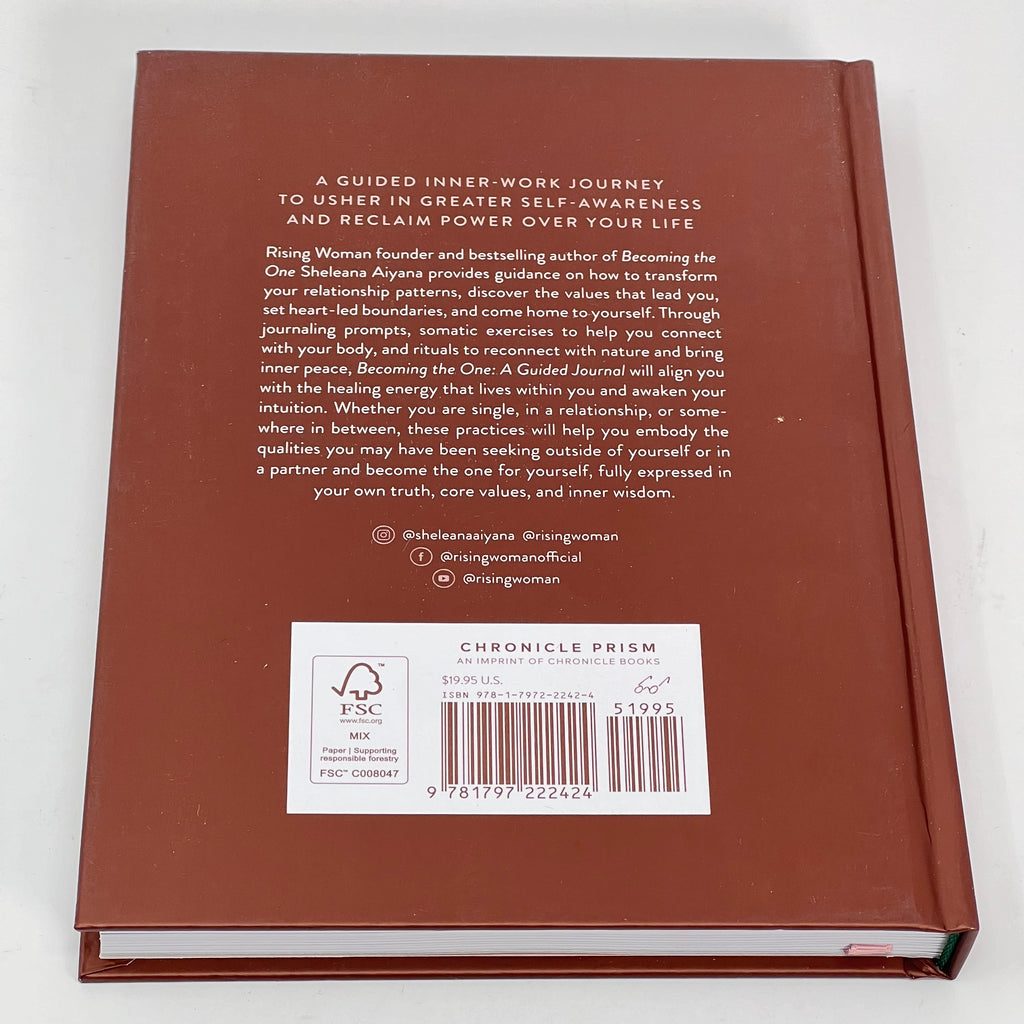 A GUIDED INNER-WORK JOURNEY
TO USHER IN GREATER SELF-AWARENESS
AND RECLAIM POWER OVER YOUR LIFE
Rising Woman founder and bestselling author of Becoming the
One Sheleana Aiyana provides guidance on how to transform
your relationship patterns, discover the values that lead you,
set heart-led boundaries, and come home to yourself. Through
journaling prompts, somatic exercises to help you connect
with your body, and rituals to reconnect with nature and bring
inner peace, Becoming the One: A Guided Journal will align you
with the healing energy that lives within you and awaken your
intuition. Whether you are single, in a relationship, or some-
where in between, these practices will help you embody the
qualities you may have been seeking outside of yourself or in
a partner and become the one for yourself, fully expressed in
your own truth, core values, and inner wisdom.
@sheleanaaiyana @risingwoman
@risingwomanofficial
@risingwoman
CHRONICLE PRISM
AN IMPRINT OF CHRONICLE BOOKS
$19.95 U.S.
ISBN 978-1-7972-2242-4
51995
9 781797 222424
™
FSC
www.fsc.org
MIX
Paper | Supporting
responsible forestry
FSC™ C008047